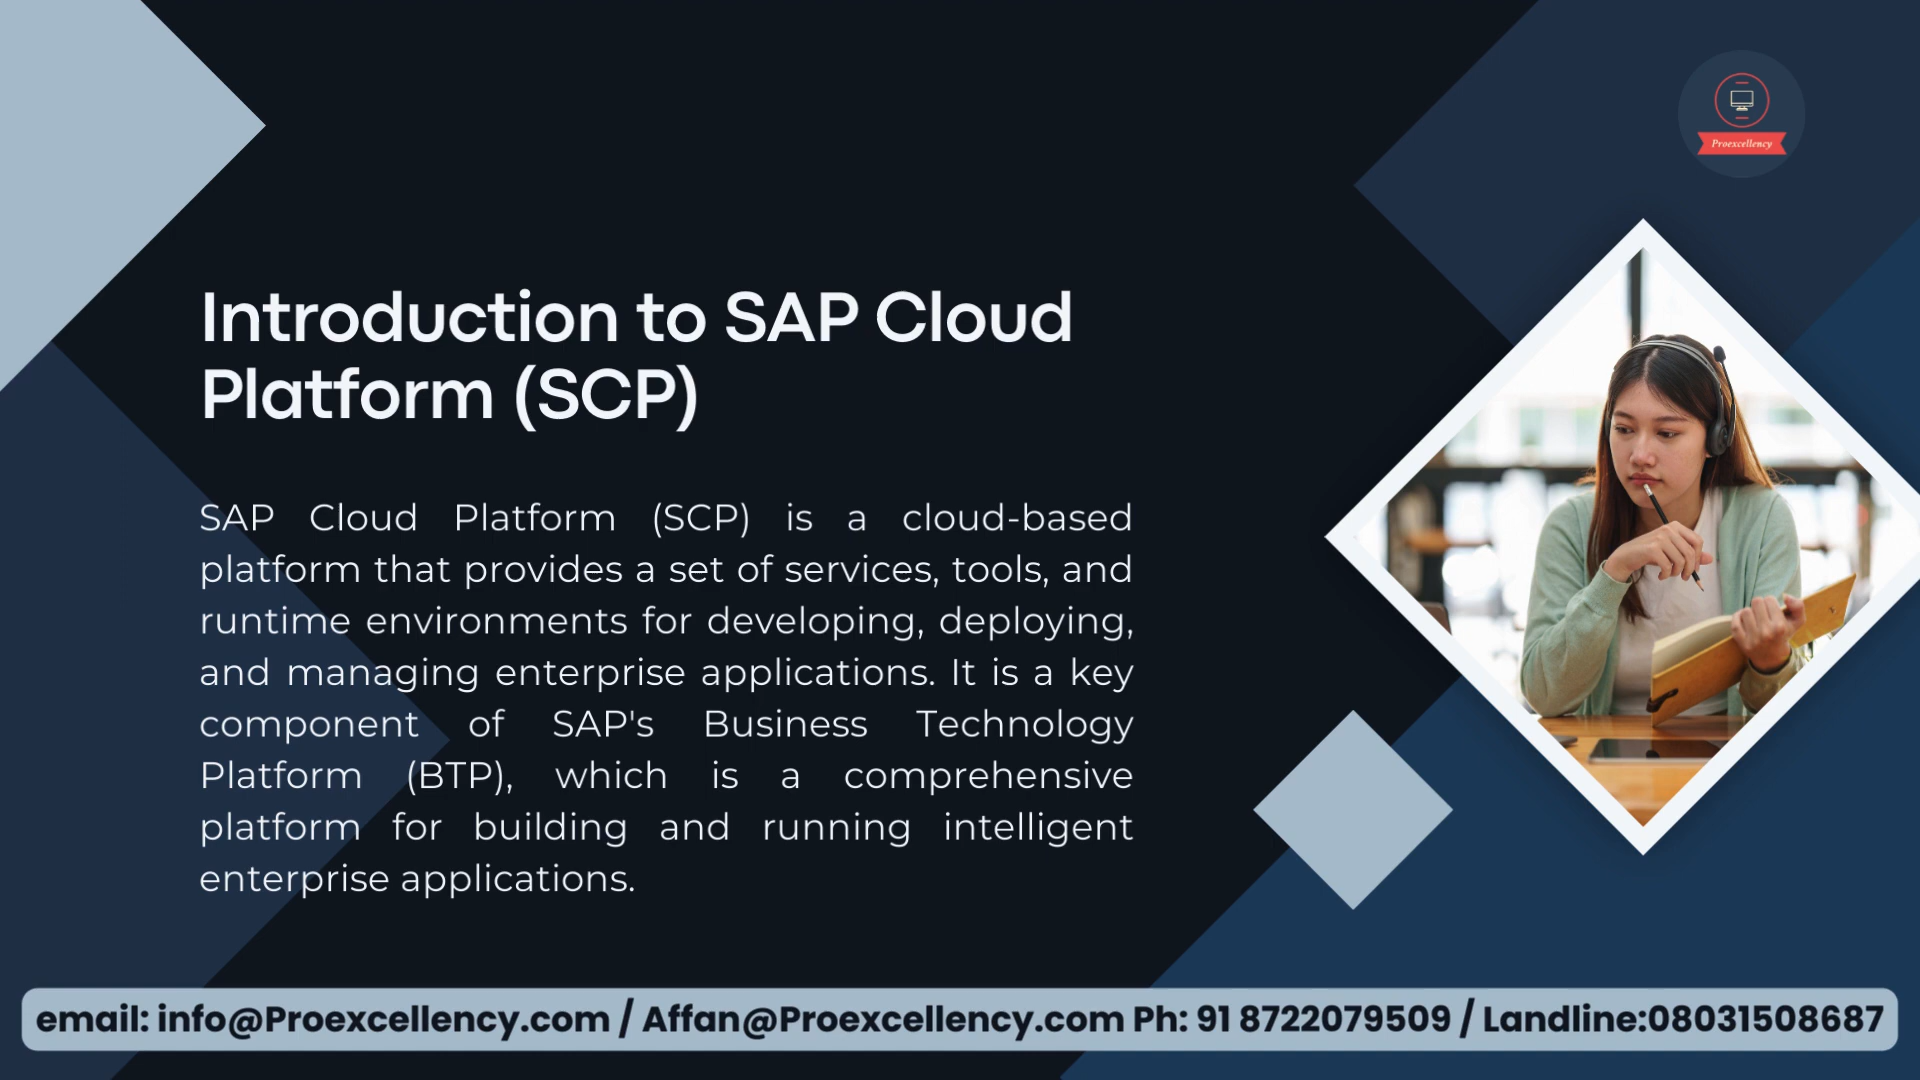 Proexcellency
Introduction to SAP Cloud
Platform (SCP)
SAP Cloud Platform (SCP) is a cloud-based
platform that provides a set of services, tools, and
runtime environments for developing, deploying,
and managing enterprise applications. It is a key
component of SAP's Business Technology
Platform (BTP), which is a comprehensive
platform for building and running intelligent
enterprise applications.
email: info@Proexcellency.com / Affan@Proexcellency.com Ph: 91 8722079509 / Landline:08031508687